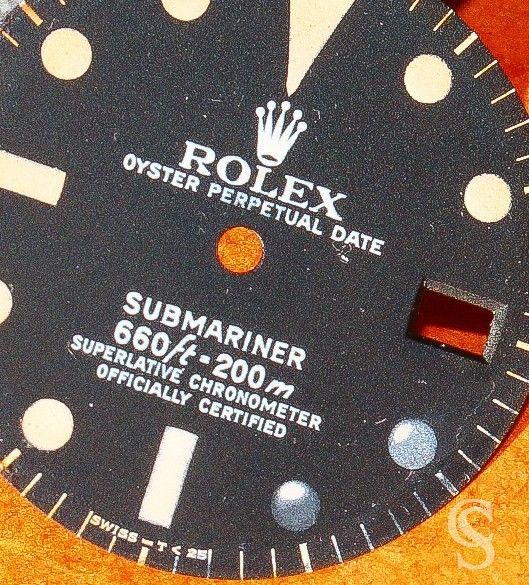 ROLEX
OYSTER PERPETUAL DATE
SUBMARINER
660ft-200m
SUPERLATIVE CHRONOMETER
OFFICIALLY CERTIFIED
SWISS - T < 25